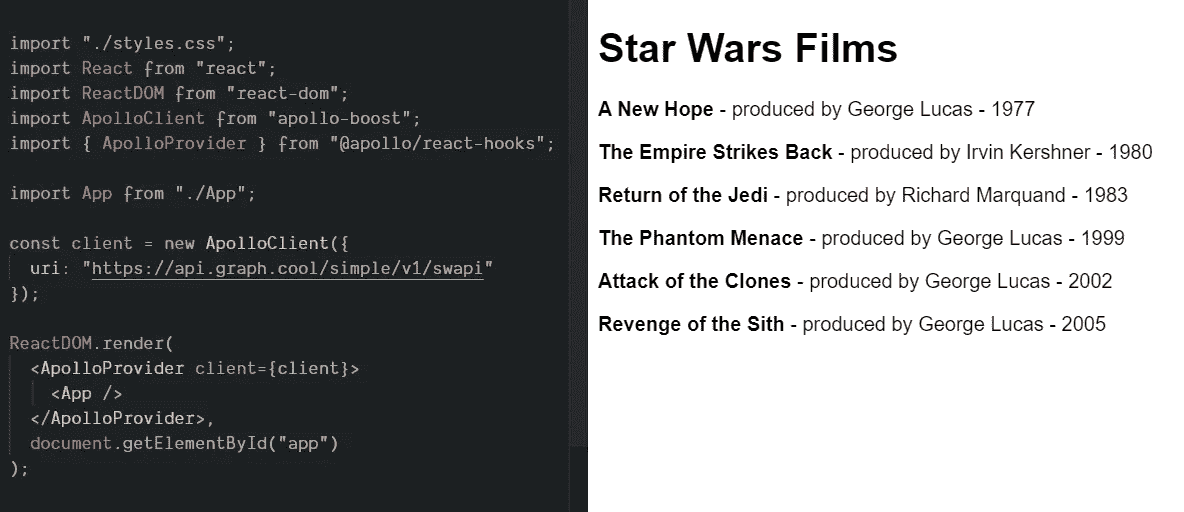 import "./styles.css";
import React from "react";
import ReactDOM from "react-dom";
import ApolloClient from "apollo-boost";
import { ApolloProvider } from "@apollo/react-hooks";

import App from "./App";

const client = new ApolloClient({
  uri: "https://api.graph.cool/simple/v1/swapi"
});

ReactDOM.render(
  <ApolloProvider client={client}>
    <App />
  </ApolloProvider>,
  document.getElementById("app")
);

Star Wars Films
A New Hope - produced by George Lucas - 1977
The Empire Strikes Back - produced by Irvin Kershner - 1980
Return of the Jedi - produced by Richard Marquand - 1983
The Phantom Menace - produced by George Lucas - 1999
Attack of the Clones - produced by George Lucas - 2002
Revenge of the Sith - produced by George Lucas - 2005